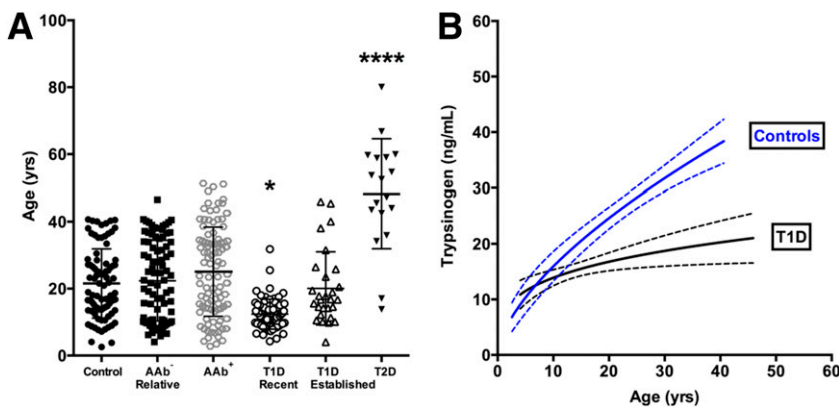 A
Age (yrs)
100
80
60
40
20
0
*
****
Control
AAb⁻
Relative
AAb⁺
T1D
Recent
T1D
Established
T2D
B
Trypsinogen (ng/mL)
60
50
40
30
20
10
0
Controls
T1D
0 10 20 30 40 50 60
Age (yrs)